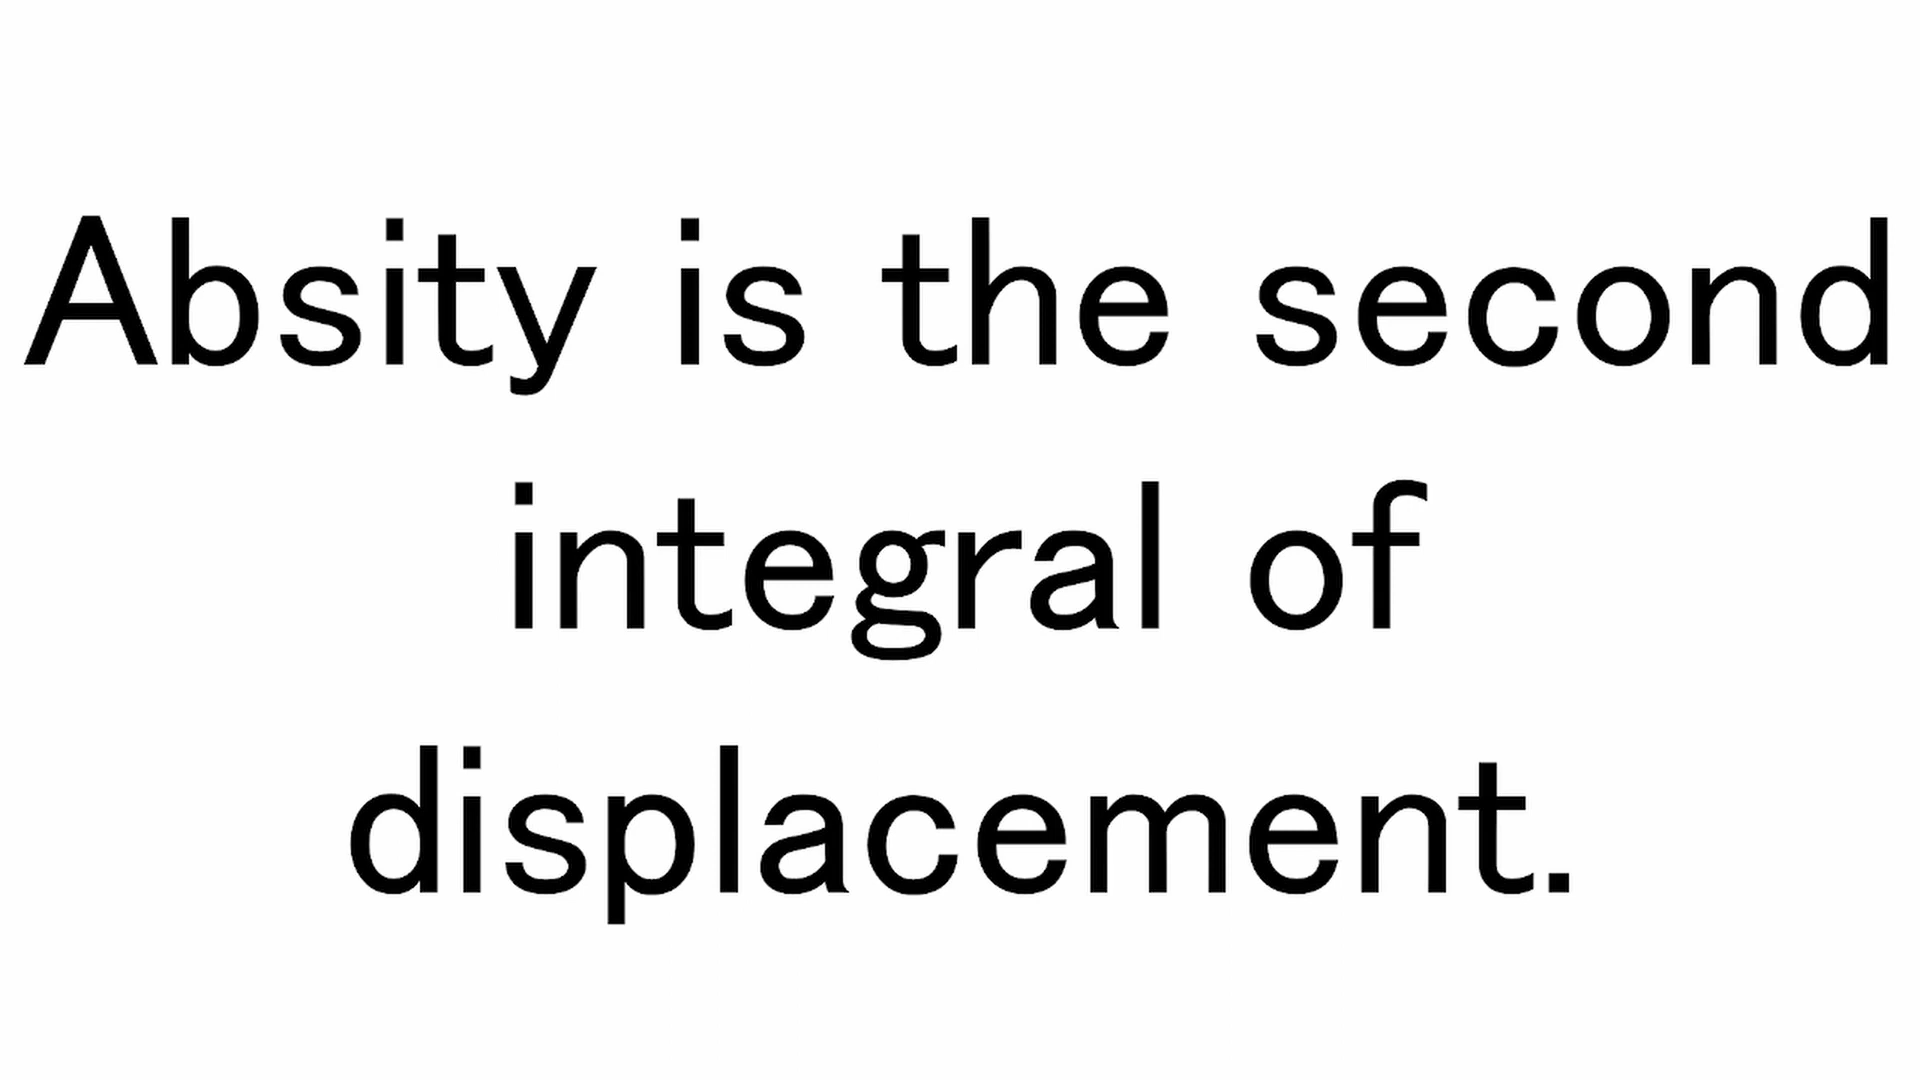 Absity is the second
integral of
displacement.